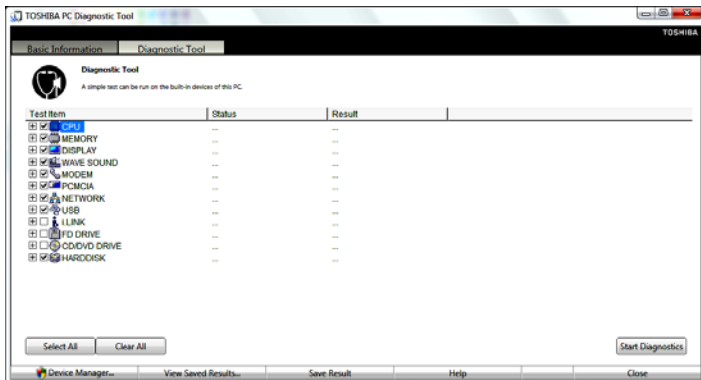 TOSHIBA PC Diagnostic Tool
TOSHIBA
Basic Information Diagnostic Tool
Diagnostic Tool
A simple test can be run on the built-in devices of this PC.
Test Item Status Result
CPU ... ...
MEMORY ... ...
DISPLAY ... ...
WAVE SOUND ... ...
MODEM ... ...
PCMCIA ... ...
NETWORK ... ...
USB ... ...
i.LINK ... ...
FD DRIVE ... ...
CD/DVD DRIVE ... ...
HARDDISK ... ...
Select All Clear All Start Diagnostics
Device Manager... View Saved Results... Save Result Help Close